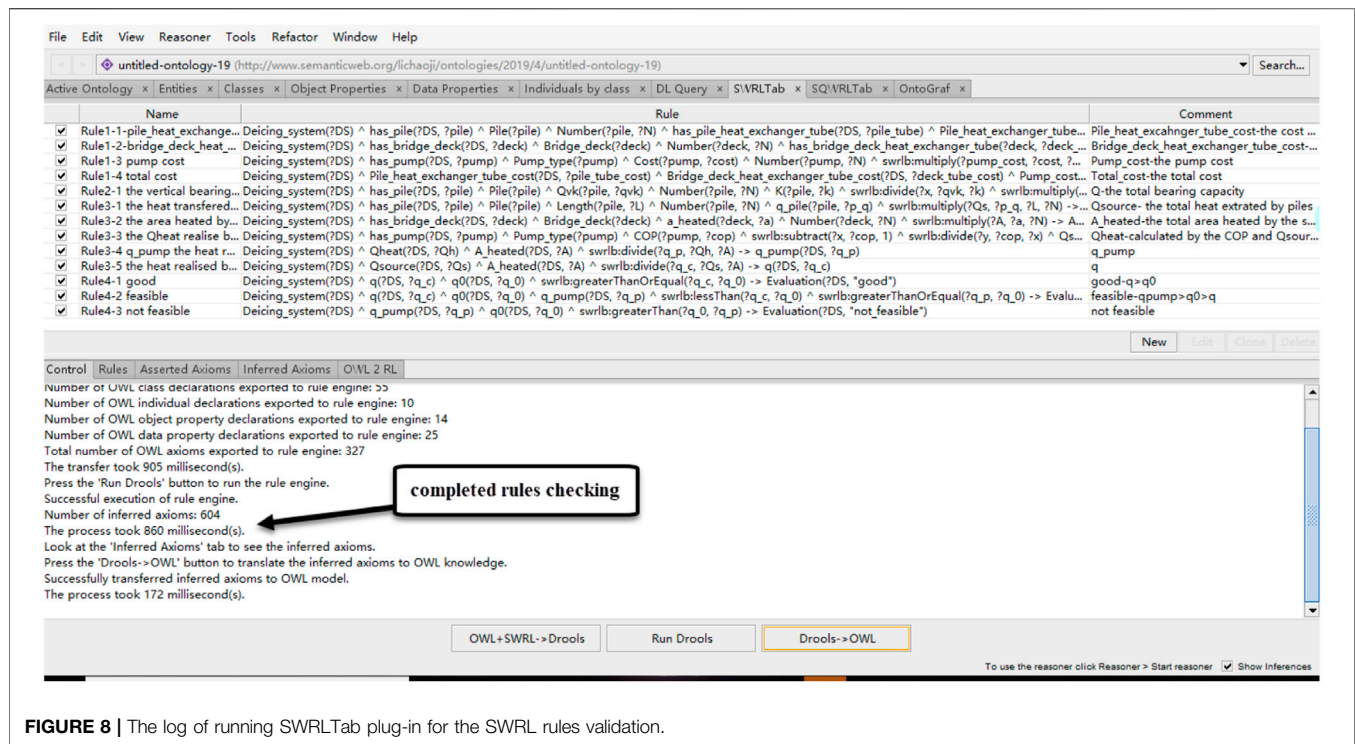 File Edit View Reasoner Tools Refactor Window Help
< > untitled-ontology-19 (http://www.semanticweb.org/lichaoji/ontologies/2019/4/untitled-ontology-19) Search...
Active Ontology × Entities × Classes × Object Properties × Data Properties × Individuals by class × DL Query × SWRLTab × SQWRLTab × OntoGraf ×
Name Rule Comment
Rule1-1-pile_heat_exchange... Deicing_system(?DS) ^ has_pile(?DS, ?pile) ^ Pile(?pile) ^ Number(?pile, ?N) ^ has_pile_heat_exchanger_tube(?DS, ?pile_tube) ^ Pile_heat_exchanger_tube... Pile_heat_excahnger_tube_cost-the cost ...
Rule1-2-bridge_deck_heat_... Deicing_system(?DS) ^ has_bridge_deck(?DS, ?deck) ^ Bridge_deck(?deck) ^ Number(?deck, ?N) ^ has_bridge_deck_heat_exchanger_tube(?deck, ?deck_... Bridge_deck_heat_exchanger_tube_cost-...
Rule1-3 pump cost Deicing_system(?DS) ^ has_pump(?DS, ?pump) ^ Pump_type(?pump) ^ Cost(?pump, ?cost) ^ Number(?pump, ?N) ^ swrlb:multiply(?pump_cost, ?cost, ?... Pump_cost-the pump cost
Rule1-4 total cost Deicing_system(?DS) ^ Pile_heat_exchanger_tube_cost(?DS, ?pile_tube_cost) ^ Bridge_deck_heat_exchanger_tube_cost(?DS, ?deck_tube_cost) ^ Pump_cost... Total_cost-the total cost
Rule2-1 the vertical bearing... Deicing_system(?DS) ^ has_pile(?DS, ?pile) ^ Pile(?pile) ^ Qvk(?pile, ?qvk) ^ Number(?pile, ?N) ^ K(?pile, ?k) ^ swrlb:divide(?x, ?qvk, ?k) ^ swrlb:multiply(... Q-the total bearing capacity
Rule3-1 the heat transfered... Deicing_system(?DS) ^ has_pile(?DS, ?pile) ^ Pile(?pile) ^ Length(?pile, ?L) ^ Number(?pile, ?N) ^ q_pile(?pile, ?p_q) ^ swrlb:multiply(?Qs, ?p_q, ?L, ?N) ->... Qsource- the total heat extrated by piles
Rule3-2 the area heated by... Deicing_system(?DS) ^ has_bridge_deck(?DS, ?deck) ^ Bridge_deck(?deck) ^ a_heated(?deck, ?a) ^ Number(?deck, ?N) ^ swrlb:multiply(?A, ?a, ?N) -> A... A_heated-the total area heated by the s...
Rule3-3 the Qheat realise b... Deicing_system(?DS) ^ has_pump(?DS, ?pump) ^ Pump_type(?pump) ^ COP(?pump, ?cop) ^ swrlb:subtract(?x, ?cop, 1) ^ swrlb:divide(?y, ?cop, ?x) ^ Qs... Qheat-calculated by the COP and Qsour...
Rule3-4 q_pump the heat r... Deicing_system(?DS) ^ Qheat(?DS, ?Qh) ^ A_heated(?DS, ?A) ^ swrlb:divide(?q_p, ?Qh, ?A) -> q_pump(?DS, ?q_p) q_pump
Rule3-5 the heat realised b... Deicing_system(?DS) ^ Qsource(?DS, ?Qs) ^ A_heated(?DS, ?A) ^ swrlb:divide(?q_c, ?Qs, ?A) -> q(?DS, ?q_c) q
Rule4-1 good Deicing_system(?DS) ^ q(?DS, ?q_c) ^ q0(?DS, ?q_0) ^ swrlb:greaterThanOrEqual(?q_c, ?q_0) -> Evaluation(?DS, "good") good-q>q0
Rule4-2 feasible Deicing_system(?DS) ^ q(?DS, ?q_c) ^ q0(?DS, ?q_0) ^ q_pump(?DS, ?q_p) ^ swrlb:lessThan(?q_c, ?q_0) ^ swrlb:greaterThanOrEqual(?q_p, ?q_0) -> Evalu... feasible-qpump>q0>q
Rule4-3 not feasible Deicing_system(?DS) ^ q_pump(?DS, ?q_p) ^ q0(?DS, ?q_0) ^ swrlb:greaterThan(?q_0, ?q_p) -> Evaluation(?DS, "not_feasible") not feasible
New Edit Clone Delete
Control Rules Asserted Axioms Inferred Axioms OWL 2 RL
Number of OWL class declarations exported to rule engine: 55
Number of OWL individual declarations exported to rule engine: 10
Number of OWL object property declarations exported to rule engine: 14
Number of OWL data property declarations exported to rule engine: 25
Total number of OWL axioms exported to rule engine: 327
The transfer took 905 millisecond(s).
Press the 'Run Drools' button to run the rule engine.
Successful execution of rule engine.
completed rules checking
Number of inferred axioms: 604
The process took 860 millisecond(s).
Look at the 'Inferred Axioms' tab to see the inferred axioms.
Press the 'Drools->OWL' button to translate the inferred axioms to OWL knowledge.
Successfully transferred inferred axioms to OWL model.
The process took 172 millisecond(s).
OWL+SWRL->Drools Run Drools Drools->OWL
To use the reasoner click Reasoner > Start reasoner Show Inferences
FIGURE 8 | The log of running SWRLTab plug-in for the SWRL rules validation.